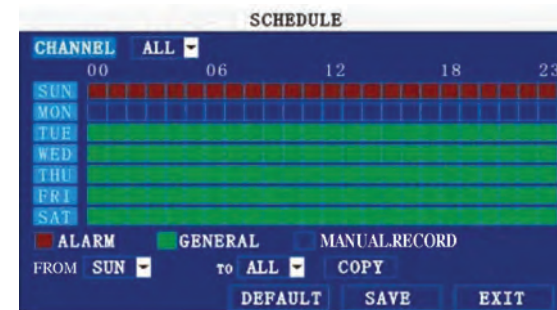 SCHEDULE
CHANNEL ALL
00 06 12 18 23
SUN
MON
TUE
WED
THU
FRI
SAT
ALARM GENERAL MANUAL.RECORD
FROM SUN TO ALL COPY
DEFAULT SAVE EXIT